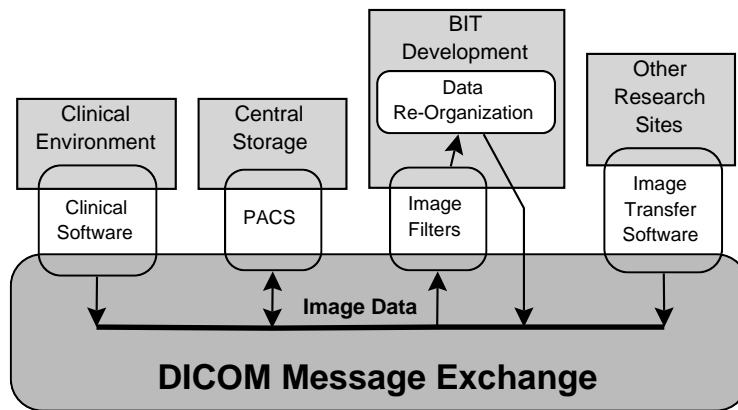 BIT
Development
Data
Re-Organization
Other
Research
Sites
Clinical
Environment
Central
Storage
Clinical
Software
PACS
Image
Filters
Image
Transfer
Software
Image Data
DICOM Message Exchange